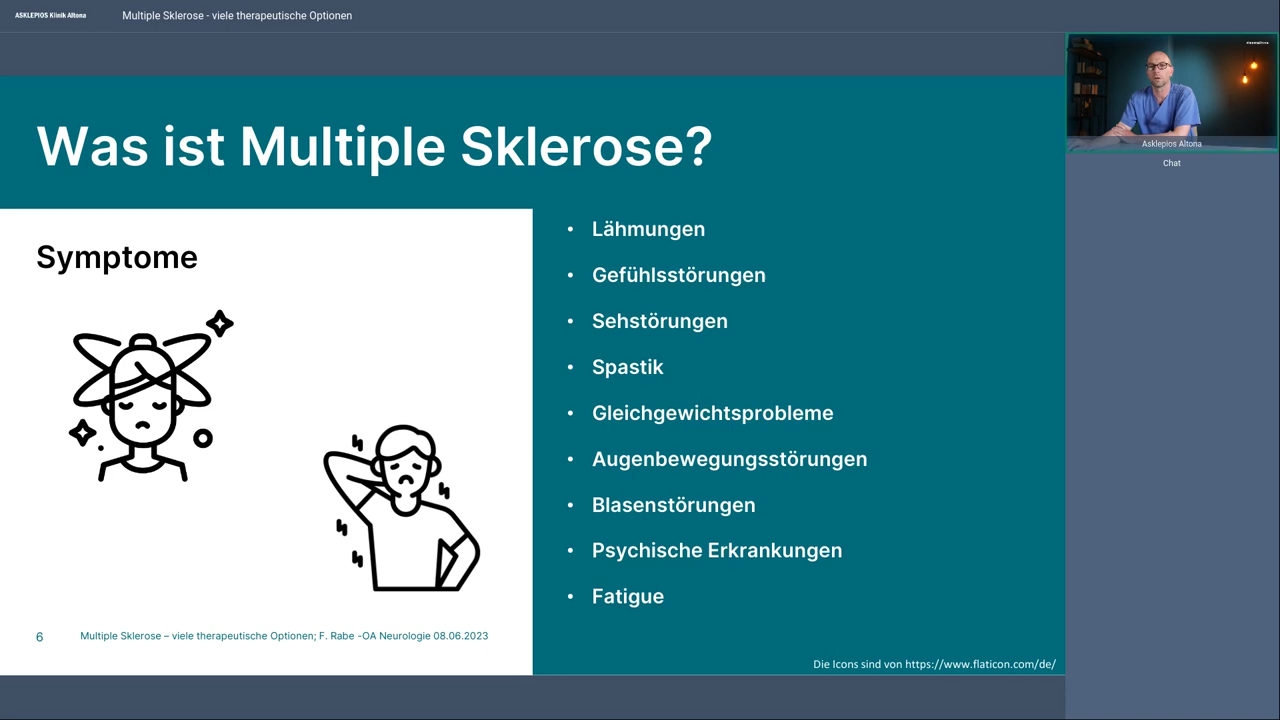 ASKLEPIOS Klinik Altona
Multiple Sklerose - viele therapeutische Optionen
Was ist Multiple Sklerose?
Symptome
• Lähmungen
• Gefühlsstörungen
• Sehstörungen
• Spastik
• Gleichgewichtsprobleme
• Augenbewegungsstörungen
• Blasenstörungen
• Psychische Erkrankungen
• Fatigue
6
Multiple Sklerose – viele therapeutische Optionen; F. Rabe -OA Neurologie 08.06.2023
Die Icons sind von https://www.flaticon.com/de/
Asklepios Altona
Chat